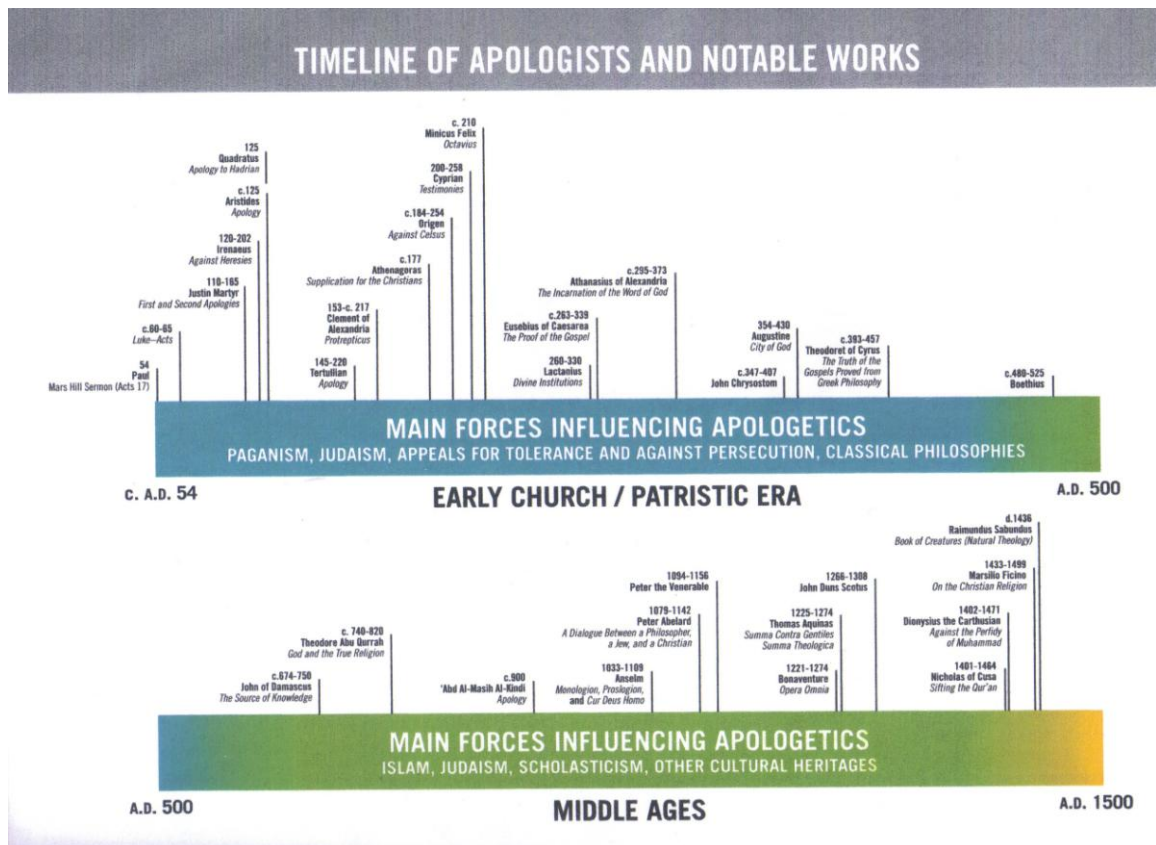 TIMELINE OF APOLOGISTS AND NOTABLE WORKS
54
Paul
Mars Hill Sermon (Acts 17)
c.60-65
Luke–Acts
110-165
Justin Martyr
First and Second Apologies
120-202
Irenaeus
Against Heresies
c.125
Aristides
Apology
125
Quadratus
Apology to Hadrian
145-220
Tertullian
Apology
153-c. 217
Clement of
Alexandria
Protrepticus
c.177
Athenagoras
Supplication for the Christians
c.184-254
Origen
Against Celsus
200-258
Cyprian
Testimonies
c. 210
Minicus Felix
Octavius
260-330
Lactanius
Divine Institutions
c.263-339
Eusebius of Caesarea
The Proof of the Gospel
c.295-373
Athanasius of Alexandria
The Incarnation of the Word of God
c.347-407
John Chrysostom
354-430
Augustine
City of God
c.393-457
Theodoret of Cyrus
The Truth of the
Gospels Proved from
Greek Philosophy
c.480-525
Boethius
MAIN FORCES INFLUENCING APOLOGETICS
PAGANISM, JUDAISM, APPEALS FOR TOLERANCE AND AGAINST PERSECUTION, CLASSICAL PHILOSOPHIES
C. A.D. 54
EARLY CHURCH / PATRISTIC ERA
A.D. 500
c.674-750
John of Damascus
The Source of Knowledge
c. 740-820
Theodore Abu Qurrah
God and the True Religion
c.900
'Abd Al-Masih Al-Kindi
Apology
1033-1109
Anselm
Monologion, Proslogion,
and Cur Deus Homo
1079-1142
Peter Abelard
A Dialogue Between a Philosopher,
a Jew, and a Christian
1094-1156
Peter the Venerable
1221-1274
Bonaventure
Opera Omnia
1225-1274
Thomas Aquinas
Summa Contra Gentiles
Summa Theologica
1266-1308
John Duns Scotus
1401-1464
Nicholas of Cusa
Sifting the Qur'an
1402-1471
Dionysius the Carthusian
Against the Perfidy
of Muhammad
1433-1499
Marsilio Ficino
On the Christian Religion
d.1436
Raimundus Sabundus
Book of Creatures (Natural Theology)
MAIN FORCES INFLUENCING APOLOGETICS
ISLAM, JUDAISM, SCHOLASTICISM, OTHER CULTURAL HERITAGES
A.D. 500
MIDDLE AGES
A.D. 1500